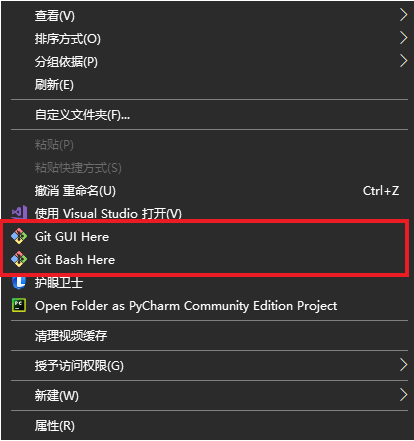 查看(V)
排序方式(O)
分组依据(P)
刷新(E)
自定义文件夹(F)...
粘贴(P)
粘贴快捷方式(S)
撤消 重命名(U) Ctrl+Z
使用 Visual Studio 打开(V)
Git GUI Here
Git Bash Here
护眼卫士
Open Folder as PyCharm Community Edition Project
清理视频缓存
授予访问权限(G)
新建(W)
属性(R)